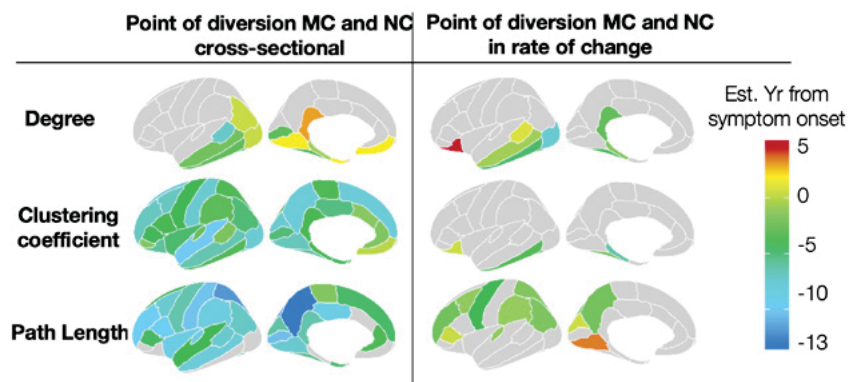 Point of diversion MC and NC
cross-sectional
Point of diversion MC and NC
in rate of change
Degree
Clustering
coefficient
Path Length
Est. Yr from
symptom onset
5
0
-5
-10
-13